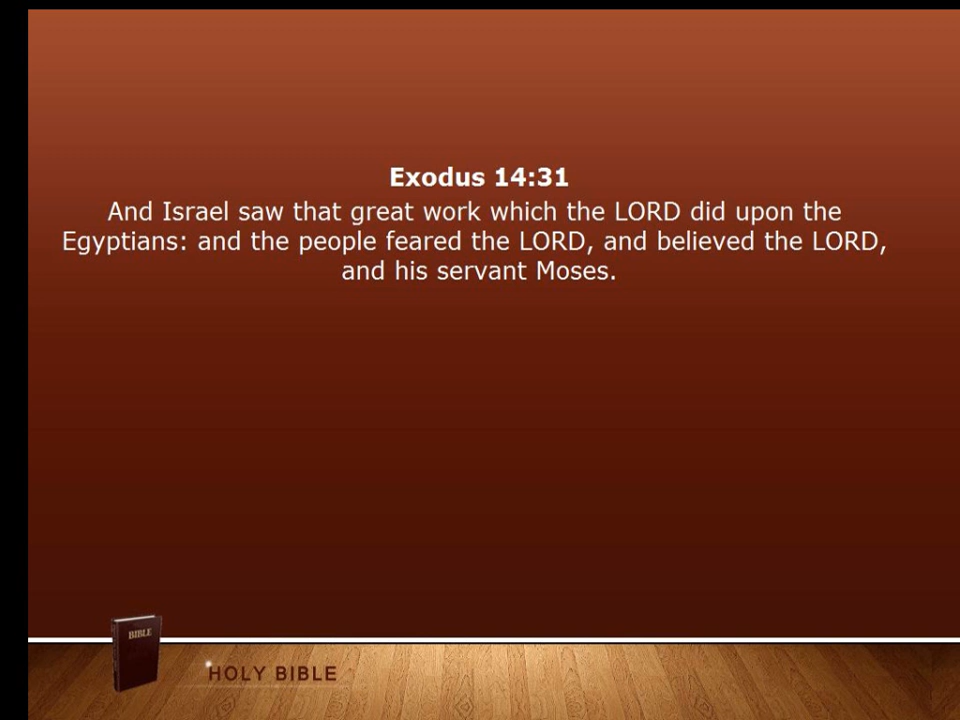 Exodus 14:31
And Israel saw that great work which the LORD did upon the
Egyptians: and the people feared the LORD, and believed the LORD,
and his servant Moses.
BIBLE
HOLY BIBLE